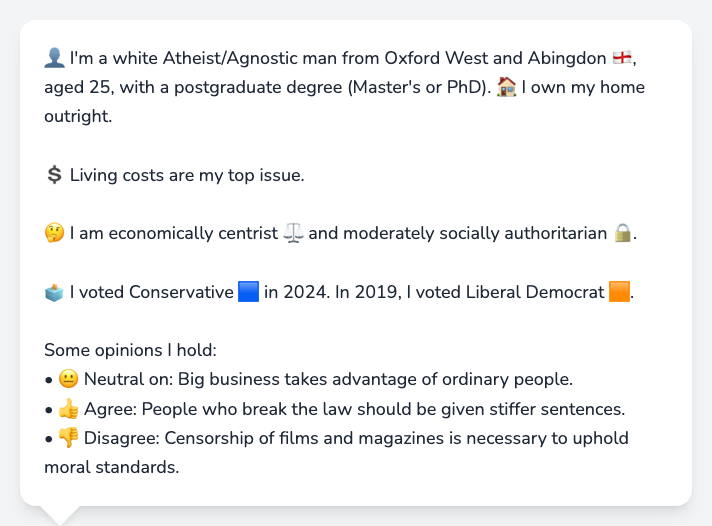 👤 I'm a white Atheist/Agnostic man from Oxford West and Abingdon 🏴󠁧󠁢󠁥󠁮󠁧󠁿,
aged 25, with a postgraduate degree (Master's or PhD). 🏠 I own my home
outright.
💲 Living costs are my top issue.
🤔 I am economically centrist ⚖️ and moderately socially authoritarian 🔒.
🗳️ I voted Conservative 🟦 in 2024. In 2019, I voted Liberal Democrat 🟧.
Some opinions I hold:
• 😐 Neutral on: Big business takes advantage of ordinary people.
• 👍 Agree: People who break the law should be given stiffer sentences.
• 👎 Disagree: Censorship of films and magazines is necessary to uphold
moral standards.